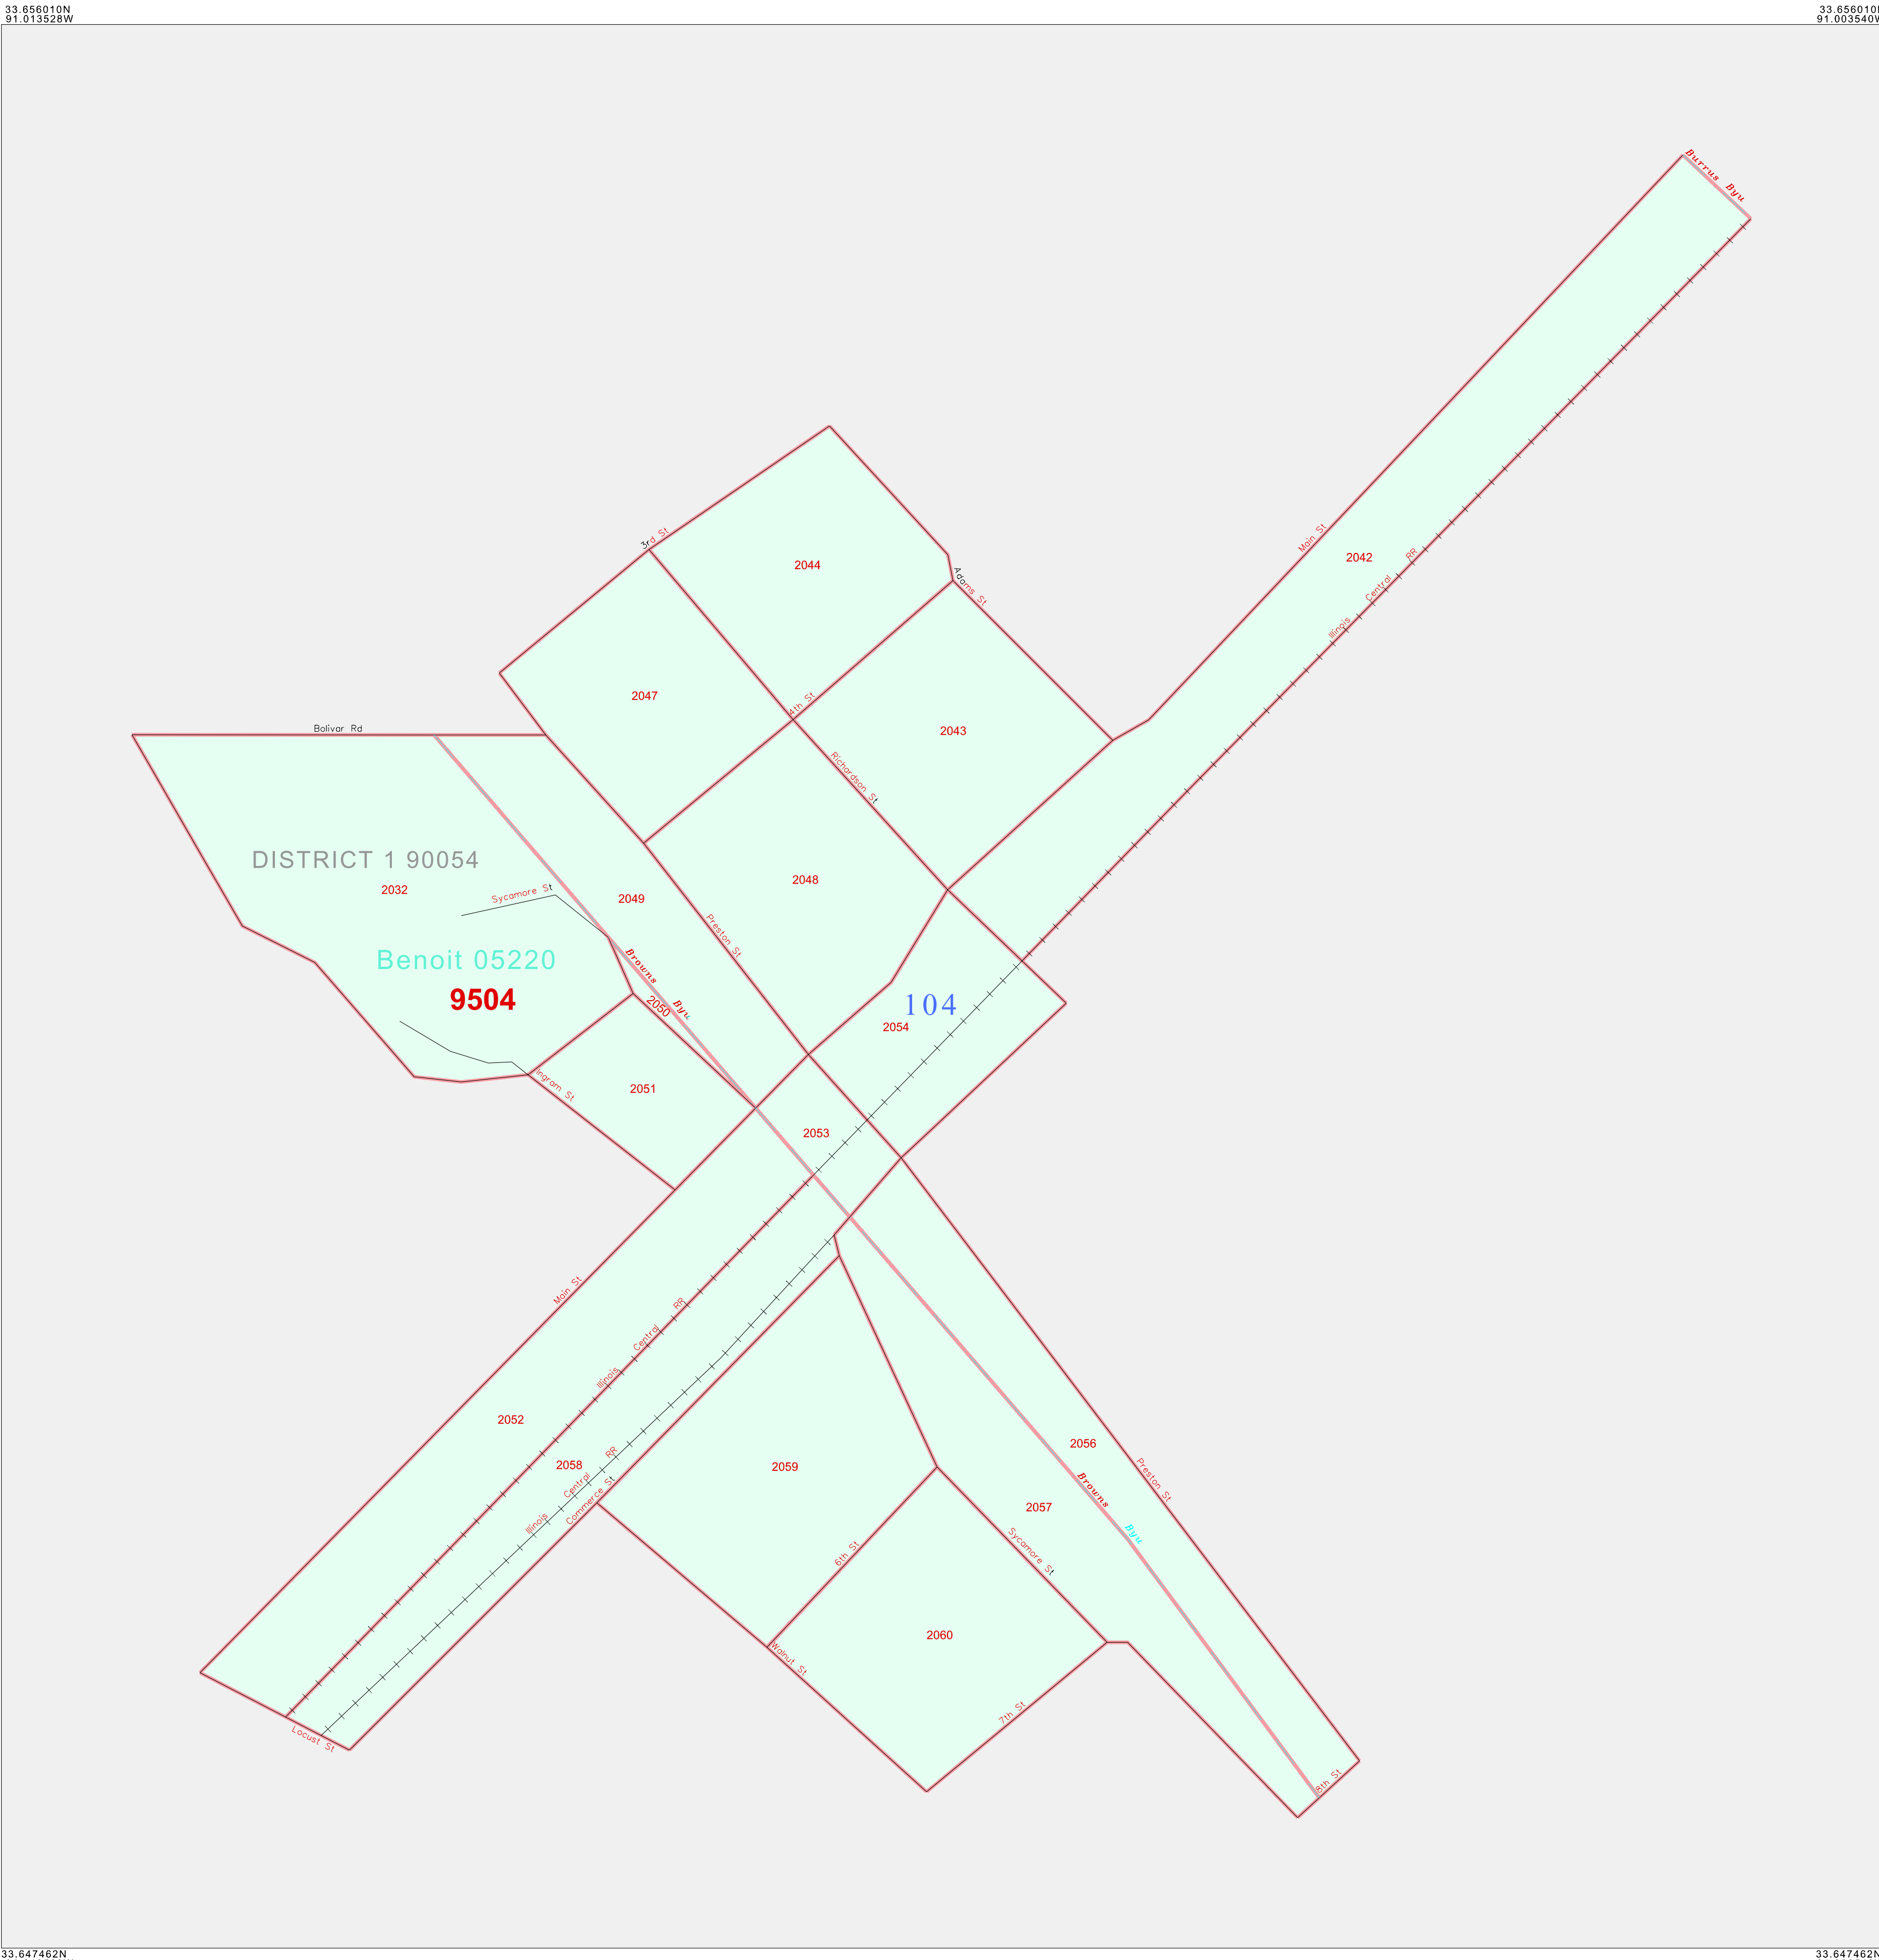 33.656010N
91.013528W
33.656010N
91.003540W
Burrus Byu
Main St
2042
Illinois Central RR
3rd St
2044
Adams St
2047
4th St
2043
Bolivar Rd
Richardson St
DISTRICT 1 90054
2032
Sycamore St
2049
2048
Preston St
Benoit 05220
9504
Browns Byu
2050
104
2054
Ingram St
2051
2053
Main St
Illinois Central RR
2052
2058
Illinois Central RR
Commerce St
2059
2056
Preston St
Browns Byu
2057
6th St
Sycamore St
2060
Walnut St
7th St
Locust St
8th St
33.647462N
33.647462N